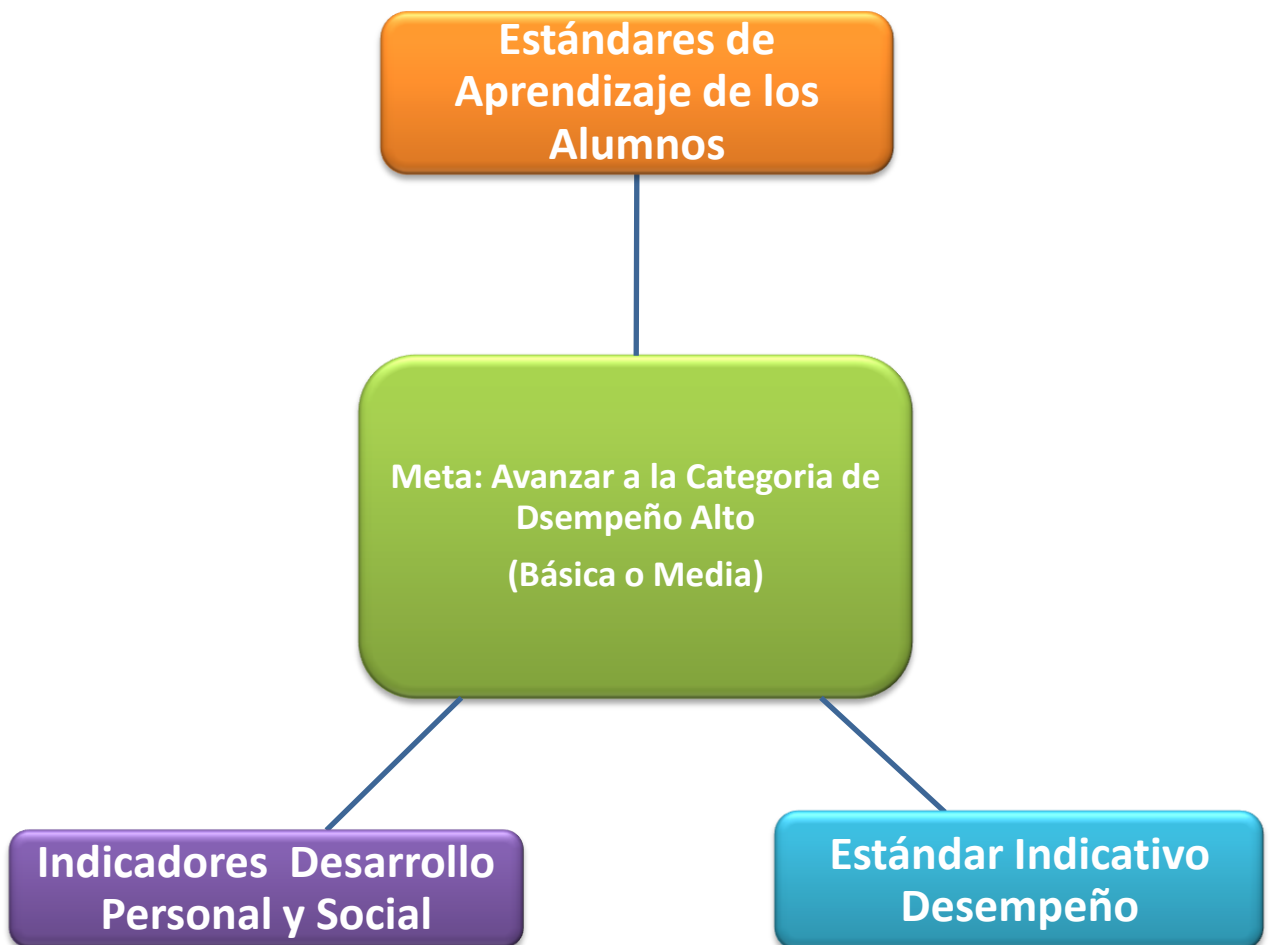 Estándares de
Aprendizaje de los
Alumnos
Meta: Avanzar a la Categoria de
Dsempeño Alto
(Básica o Media)
Indicadores Desarrollo
Personal y Social
Estándar Indicativo
Desempeño